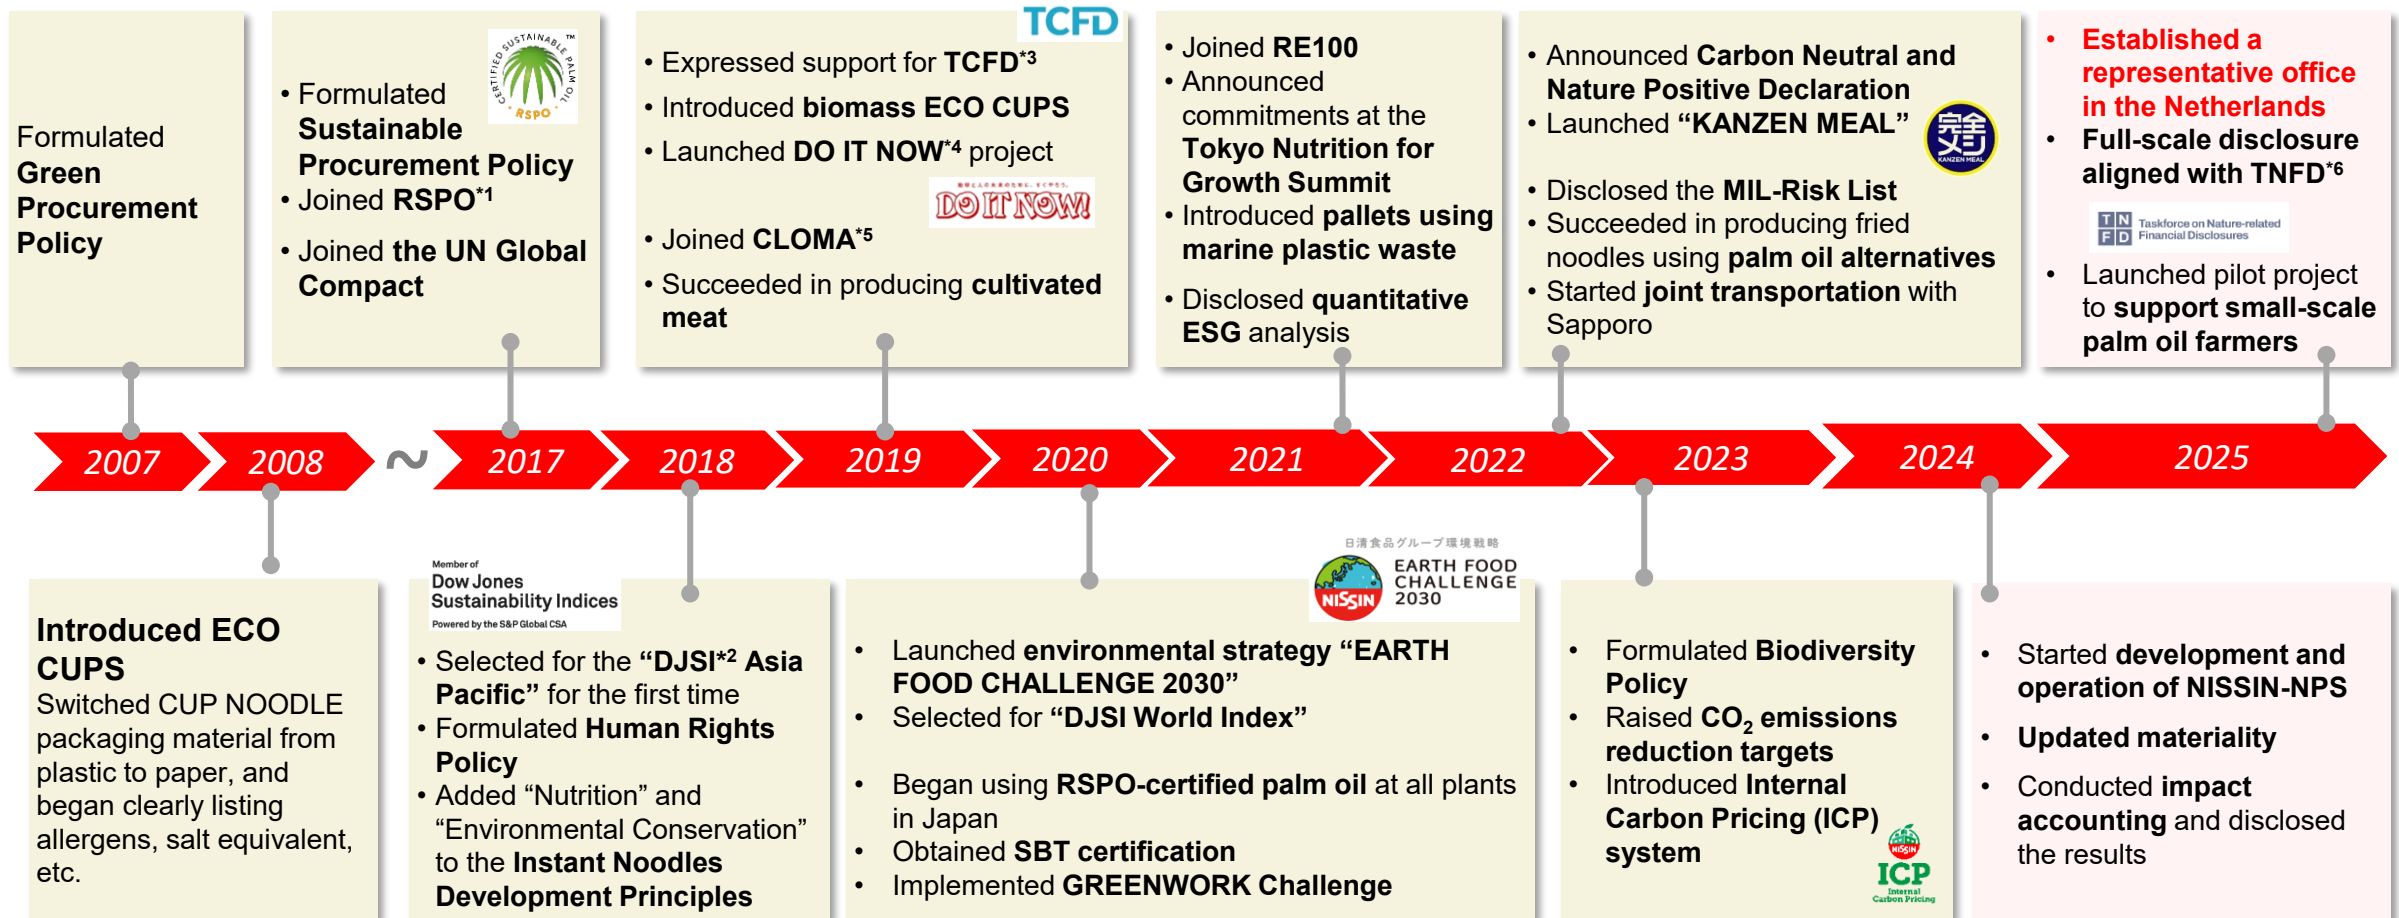 Formulated
Green
Procurement
Policy
CERTIFIED SUSTAINABLE PALM OIL ™
RSPO
• Formulated
Sustainable
Procurement Policy
• Joined RSPO*1
• Joined the UN Global
Compact
TCFD
• Expressed support for TCFD*3
• Introduced biomass ECO CUPS
• Launched DO IT NOW*4 project
DO IT NOW!
• Joined CLOMA*5
• Succeeded in producing cultivated
meat
• Joined RE100
• Announced
commitments at the
Tokyo Nutrition for
Growth Summit
• Introduced pallets using
marine plastic waste
• Disclosed quantitative
ESG analysis
• Announced Carbon Neutral and
Nature Positive Declaration
• Launched “KANZEN MEAL”
完全
メシ
KANZEN MEAL
• Disclosed the MIL-Risk List
• Succeeded in producing fried
noodles using palm oil alternatives
• Started joint transportation with
Sapporo
• Established a
representative office
in the Netherlands
• Full-scale disclosure
aligned with TNFD*6
TN
FD
Taskforce on Nature-related
Financial Disclosures
• Launched pilot project
to support small-scale
palm oil farmers
2007
2008
~
2017
2018
2019
2020
2021
2022
2023
2024
2025
Introduced ECO
CUPS
Switched CUP NOODLE
packaging material from
plastic to paper, and
began clearly listing
allergens, salt equivalent,
etc.
Member of
Dow Jones
Sustainability Indices
Powered by the S&P Global CSA
• Selected for the “DJSI*2 Asia
Pacific” for the first time
• Formulated Human Rights
Policy
• Added “Nutrition” and
“Environmental Conservation”
to the Instant Noodles
Development Principles
日清食品グループ環境戦略
NISSIN
EARTH FOOD
CHALLENGE
2030
• Launched environmental strategy “EARTH
FOOD CHALLENGE 2030”
• Selected for “DJSI World Index”
• Began using RSPO-certified palm oil at all plants
in Japan
• Obtained SBT certification
• Implemented GREENWORK Challenge
• Formulated Biodiversity
Policy
• Raised CO2 emissions
reduction targets
• Introduced Internal
Carbon Pricing (ICP)
system
NISSIN
ICP
Internal
Carbon Pricing
• Started development and
operation of NISSIN-NPS
• Updated materiality
• Conducted impact
accounting and disclosed
the results